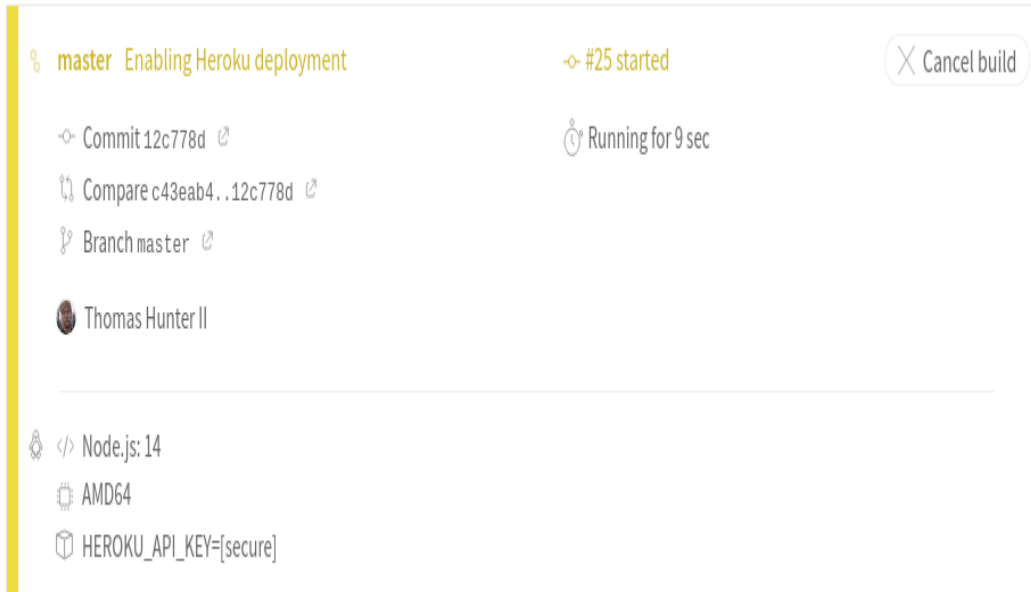 master Enabling Heroku deployment
#25 started
Cancel build
Commit 12c778d
Running for 9 sec
Compare c43eab4..12c778d
Branch master
Thomas Hunter II
Node.js: 14
AMD64
HEROKU_API_KEY=[secure]